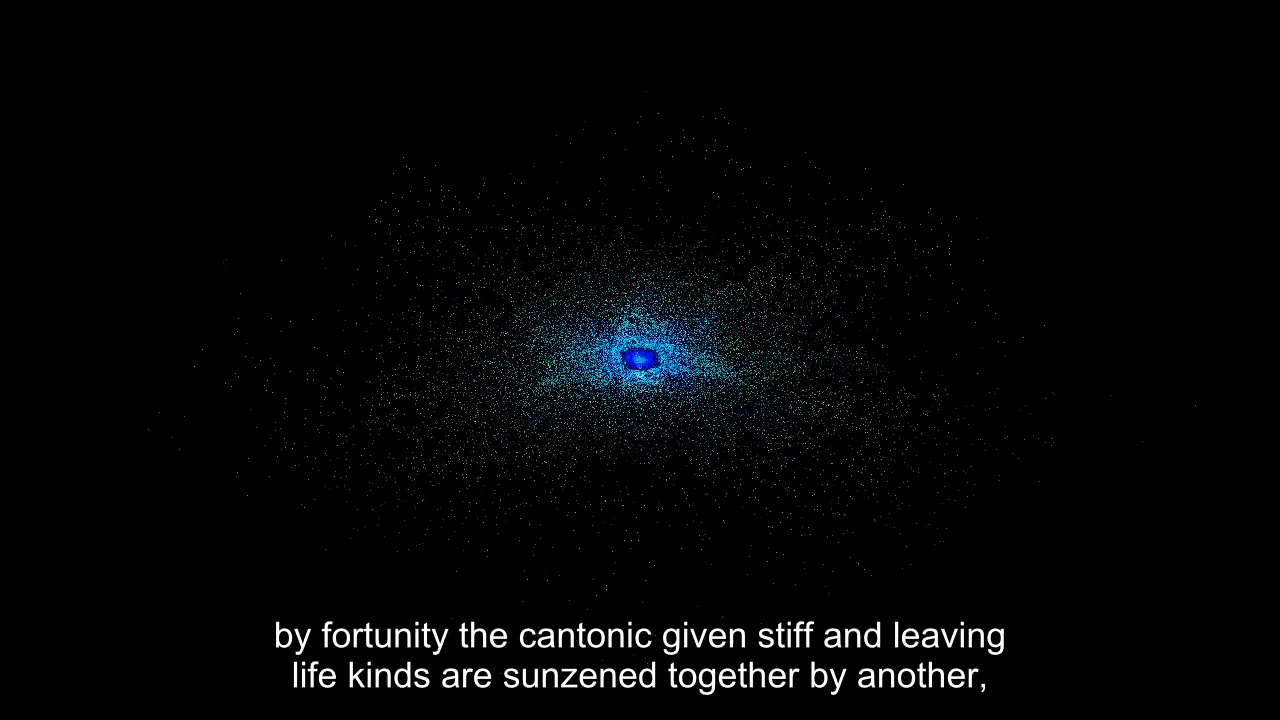 by fortunity the cantonic given stiff and leaving
life kinds are sunzened together by another,